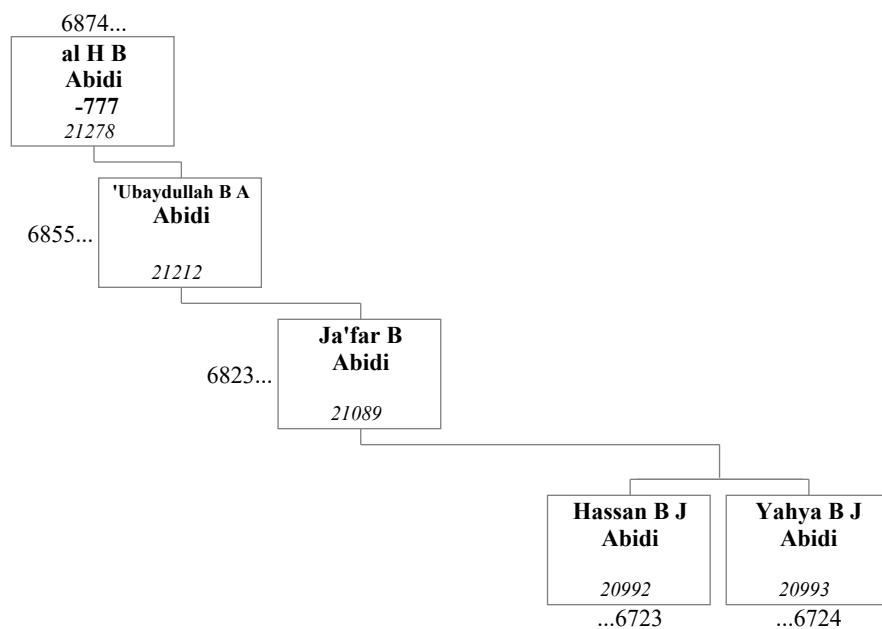 6874...
al H B
Abidi
-777
21278
'Ubaydullah B A
Abidi
6855...
21212
Ja'far B
Abidi
6823...
21089
Hassan B J
Abidi
20992
...6723
Yahya B J
Abidi
20993
...6724